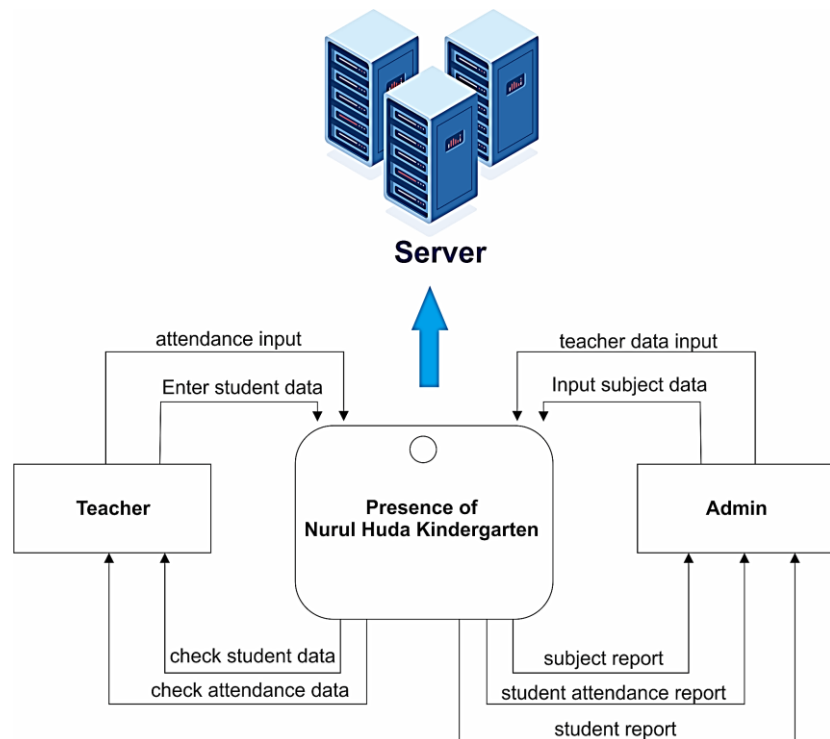 Server
attendance input
teacher data input
Enter student data
Input subject data
Teacher
Presence of
Nurul Huda Kindergarten
Admin
check student data
subject report
check attendance data
student attendance report
student report